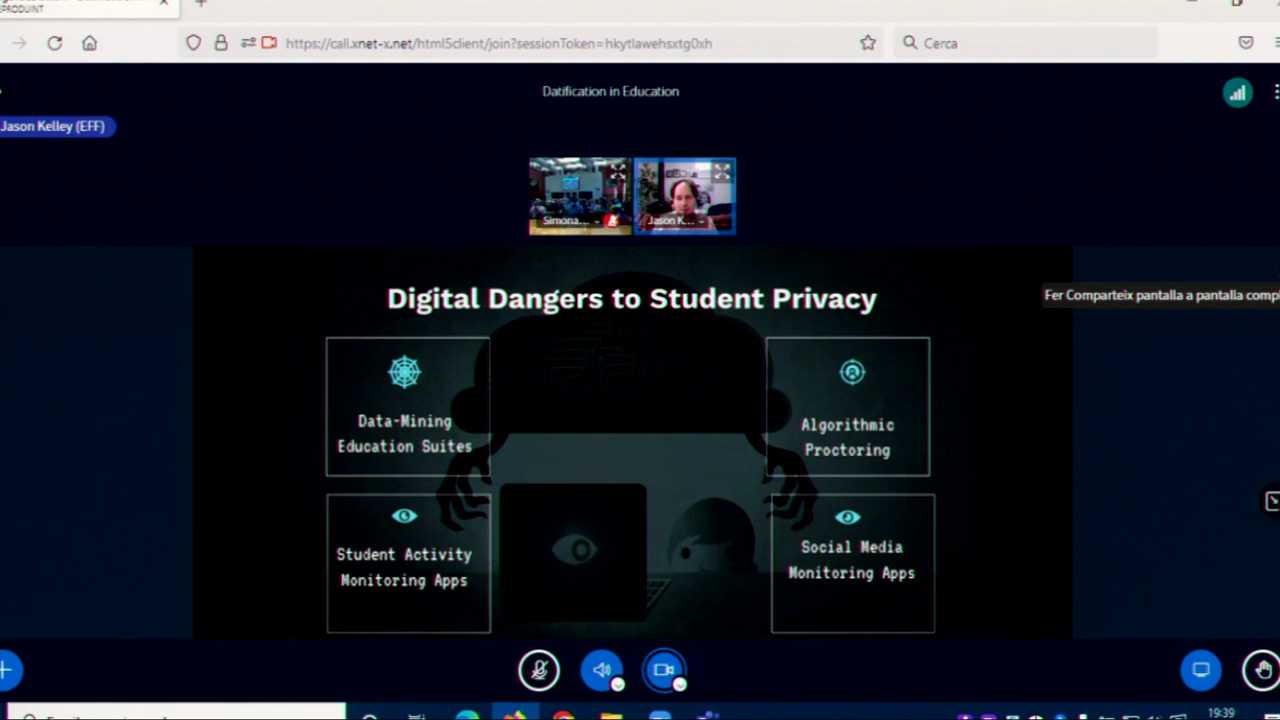 PRODUINT
https://call.xnet-x.net/html5client/join?sessionToken=hkytlawehsxtg0xh
Cerca
Datification in Education
Jason Kelley (EFF)
Simona...
Jason K...
Digital Dangers to Student Privacy
Fer Comparteix pantalla a pantalla compl
Data-Mining
Education Suites
Algorithmic
Proctoring
Student Activity
Monitoring Apps
Social Media
Monitoring Apps
19:39